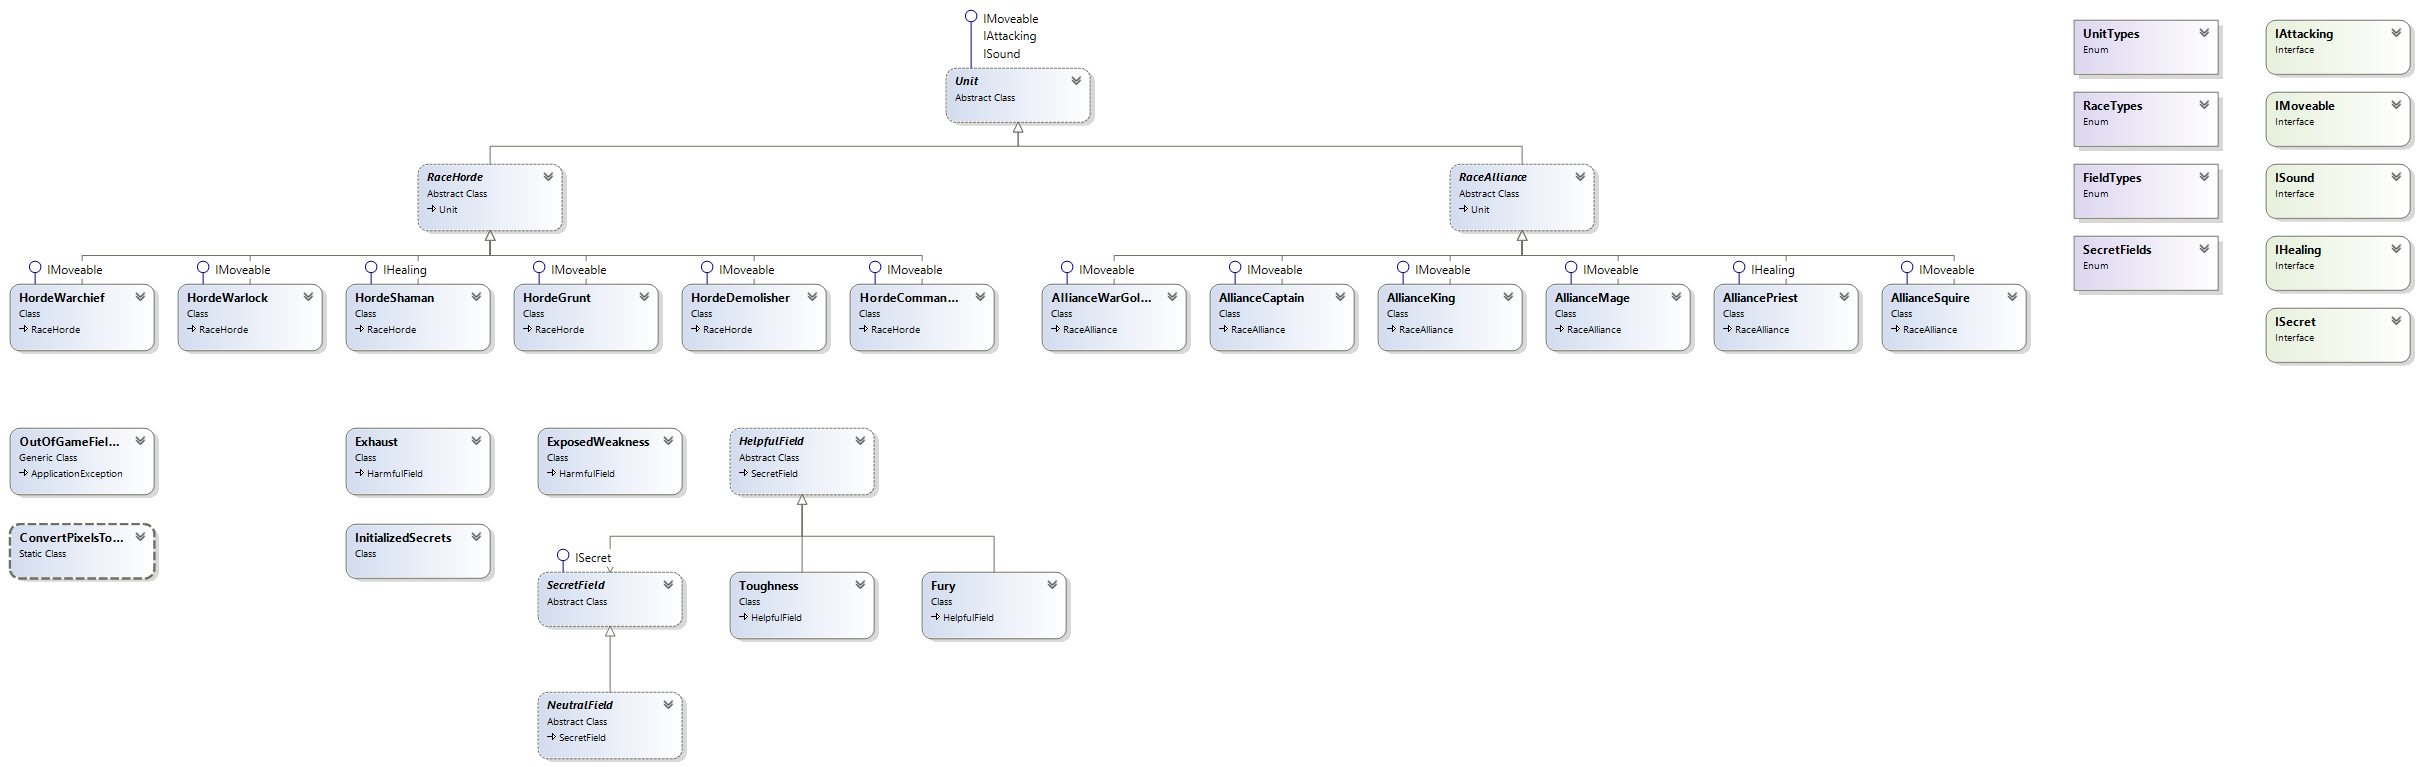 IMoveable
IAttacking
ISound
Unit
Abstract Class
RaceHorde
Abstract Class
Unit
RaceAlliance
Abstract Class
Unit
IMoveable
HordeWarchief
Class
RaceHorde
IMoveable
HordeWarlock
Class
RaceHorde
IHealing
HordeShaman
Class
RaceHorde
IMoveable
HordeGrunt
Class
RaceHorde
IMoveable
HordeDemolisher
Class
RaceHorde
IMoveable
HordeComman...
Class
RaceHorde
IMoveable
AllianceWarGol...
Class
RaceAlliance
IMoveable
AllianceCaptain
Class
RaceAlliance
IMoveable
AllianceKing
Class
RaceAlliance
IMoveable
AllianceMage
Class
RaceAlliance
IHealing
AlliancePriest
Class
RaceAlliance
IMoveable
AllianceSquire
Class
RaceAlliance
UnitTypes
Enum
RaceTypes
Enum
FieldTypes
Enum
SecretFields
Enum
IAttacking
Interface
IMoveable
Interface
ISound
Interface
IHealing
Interface
ISecret
Interface
OutOfGameFiel...
Generic Class
ApplicationException
Exhaust
Class
HarmfulField
ExposedWeakness
Class
HarmfulField
HelpfulField
Abstract Class
SecretField
ConvertPixelsTo...
Static Class
InitializedSecrets
Class
ISecret
SecretField
Abstract Class
Toughness
Class
HelpfulField
Fury
Class
HelpfulField
NeutralField
Abstract Class
SecretField